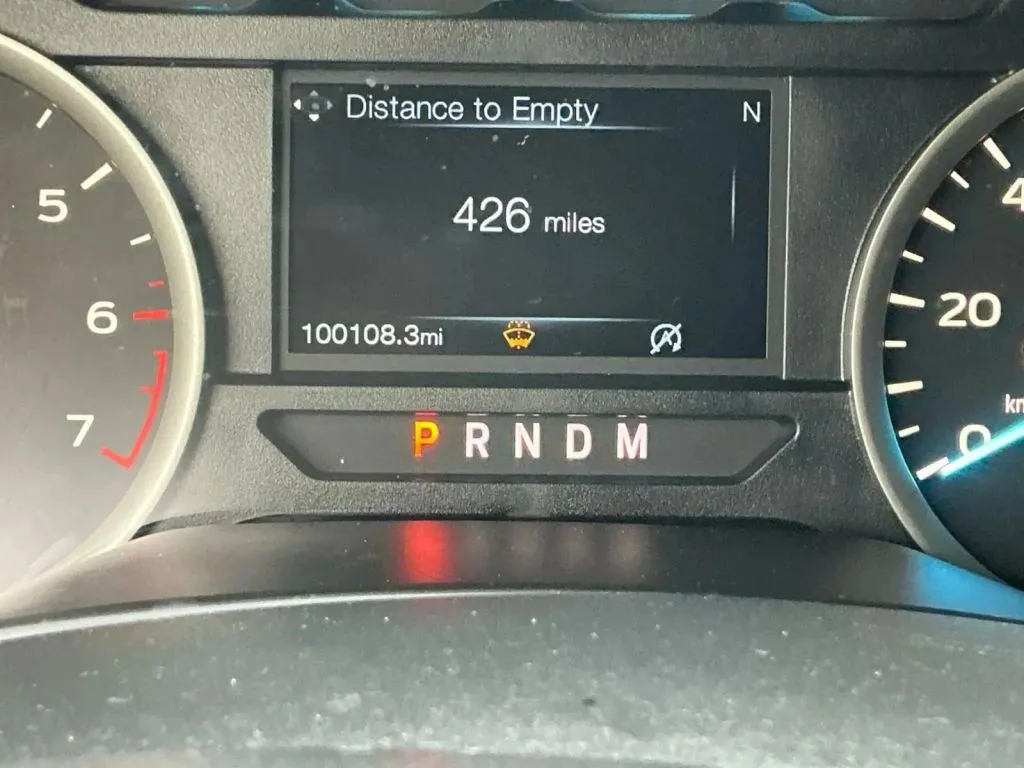 Distance to Empty N
426 miles
100108.3mi
P R N D M
5
6
7
20
0